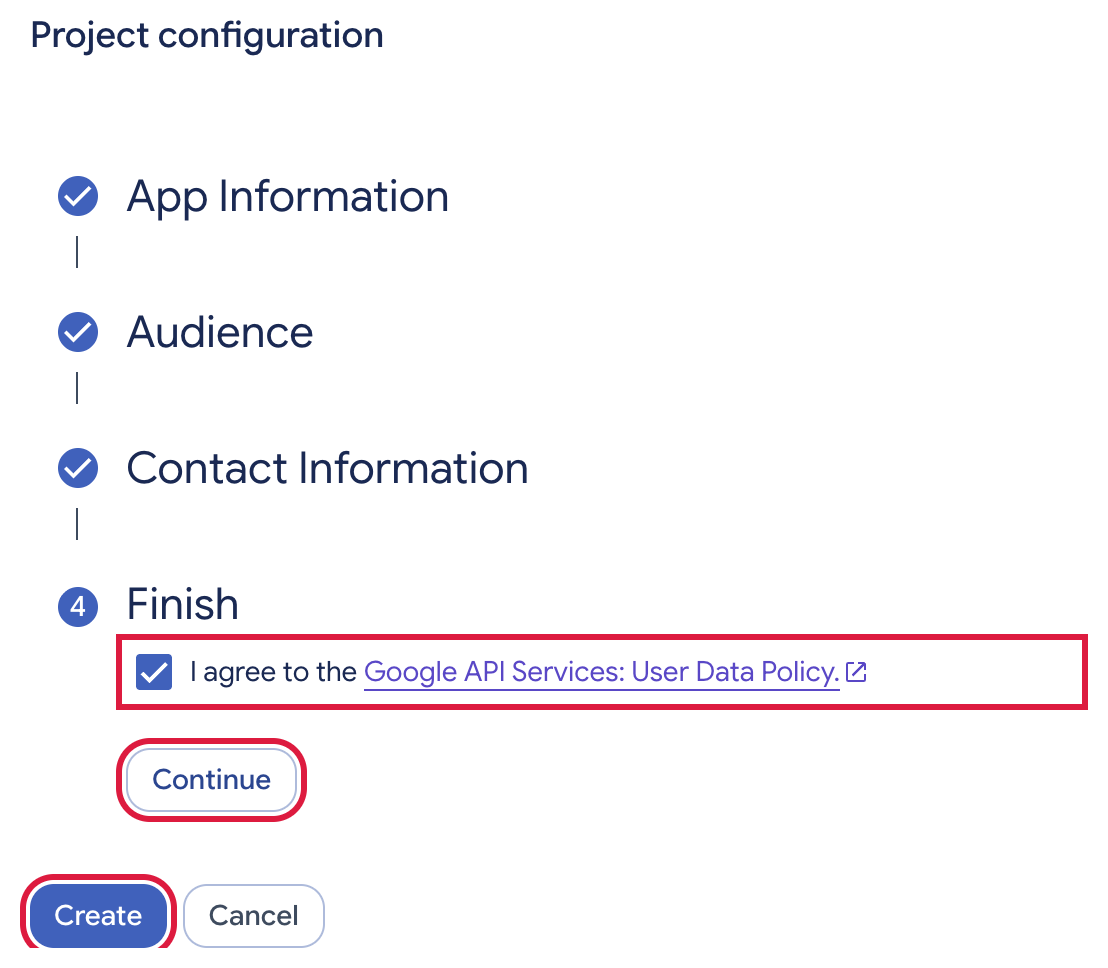 Project configuration
App Information
Audience
Contact Information
4 Finish
I agree to the Google API Services: User Data Policy.
Continue
Create Cancel